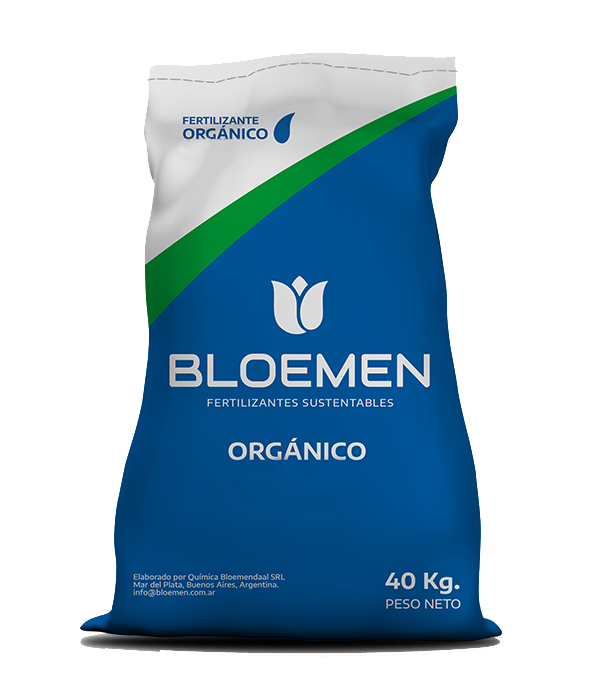 FERTILIZANTE
ORGÁNICO
BLOEMEN
FERTILIZANTES SUSTENTABLES
ORGÁNICO
Elaborado por Química Bloemendaal SRL
Mar del Plata, Buenos Aires, Argentina.
info@bloemen.com.ar
40 Kg.
PESO NETO